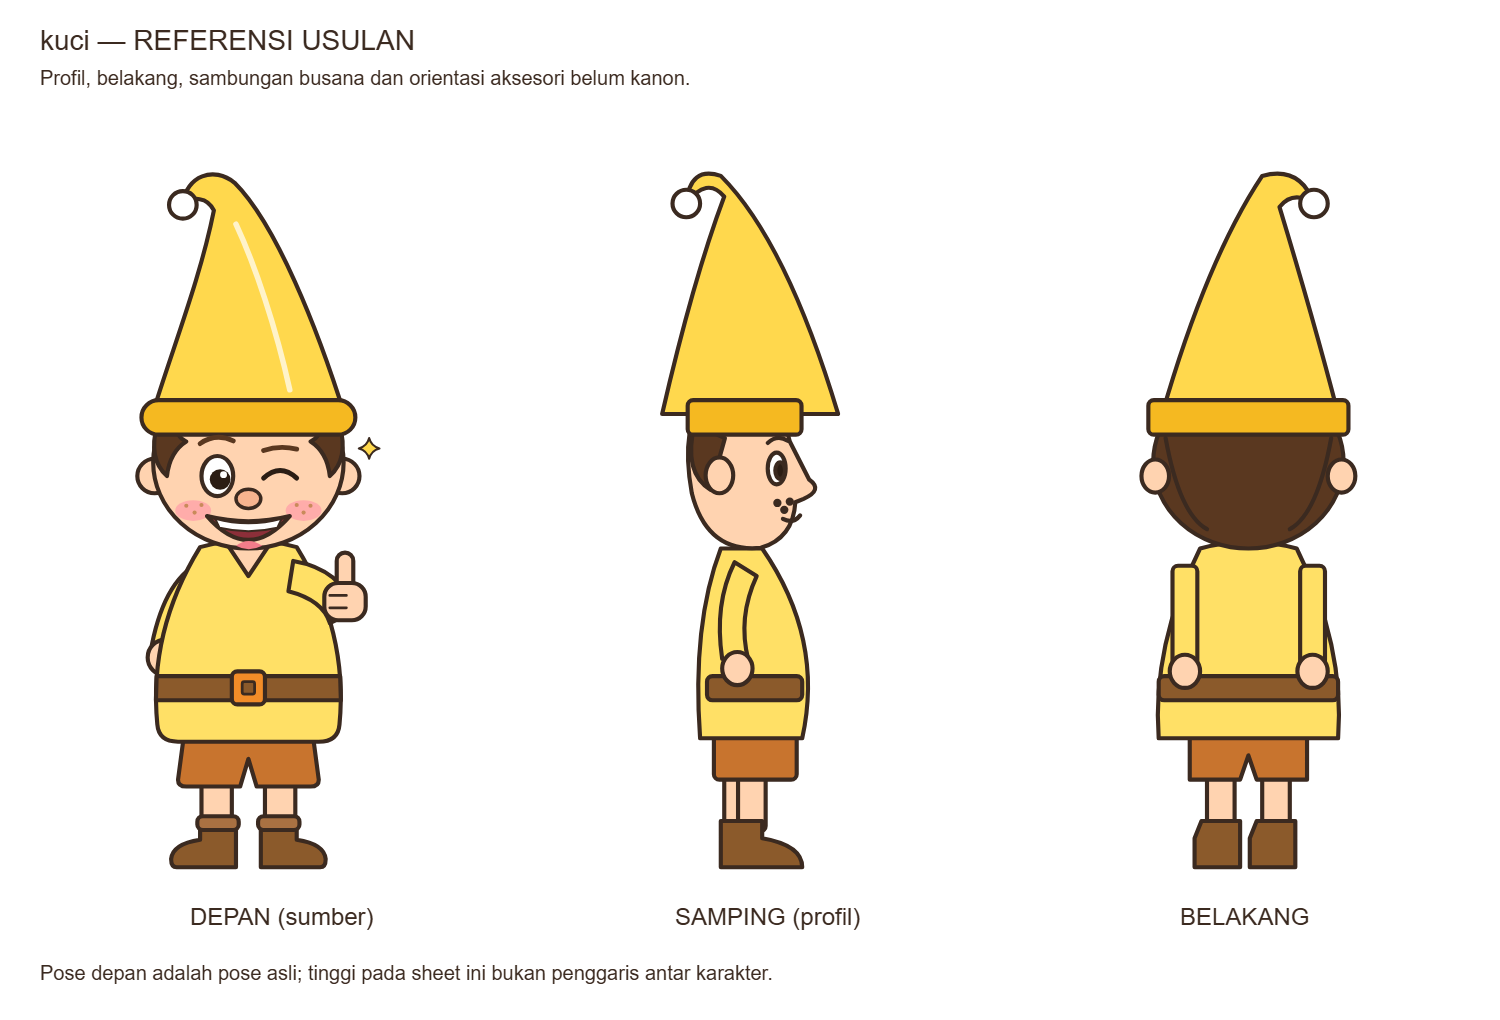 kuci — REFERENSI USULAN
Profil, belakang, sambungan busana dan orientasi aksesori belum kanon.
DEPAN (sumber)
SAMPING (profil)
BELAKANG
Pose depan adalah pose asli; tinggi pada sheet ini bukan penggaris antar karakter.